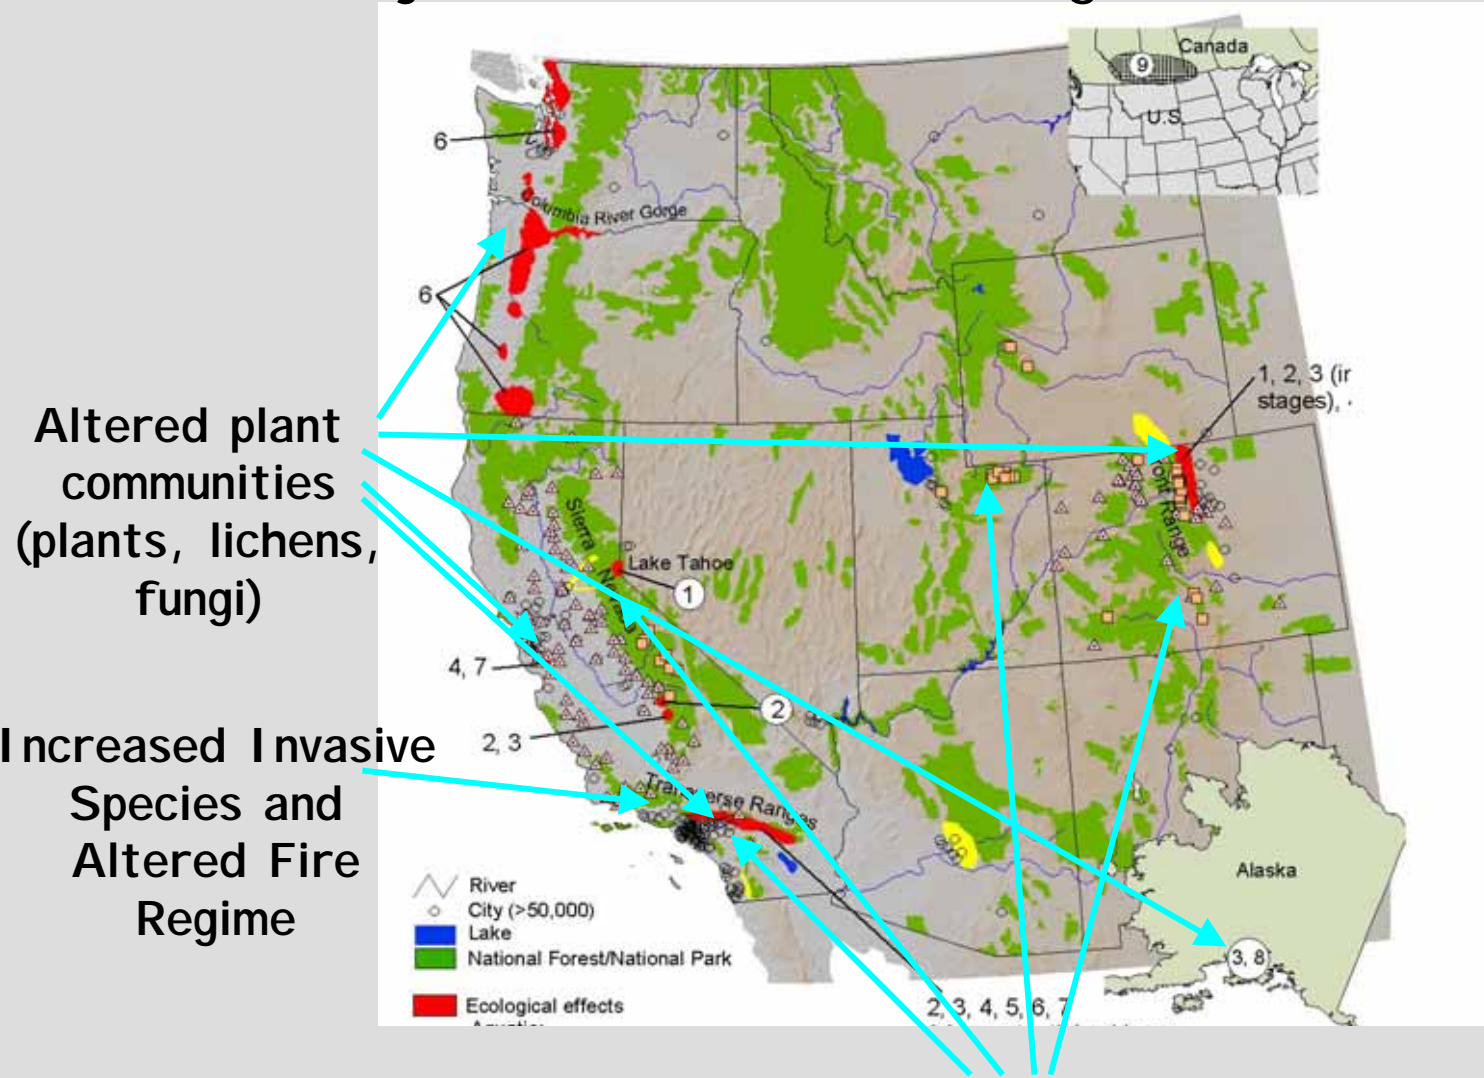 Canada
9
U.S.
6
Columbia River Gorge
6
1, 2, 3 (in
stages),
Altered plant
communities
(plants, lichens,
fungi)
Front Range
Sierra Nevada
Lake Tahoe
1
4, 7
2
2, 3
Increased Invasive
Species and
Altered Fire
Regime
Transverse Ranges
River
City (>50,000)
Lake
National Forest/National Park
Ecological effects
Alaska
3, 8
2, 3, 4, 5, 6, 7